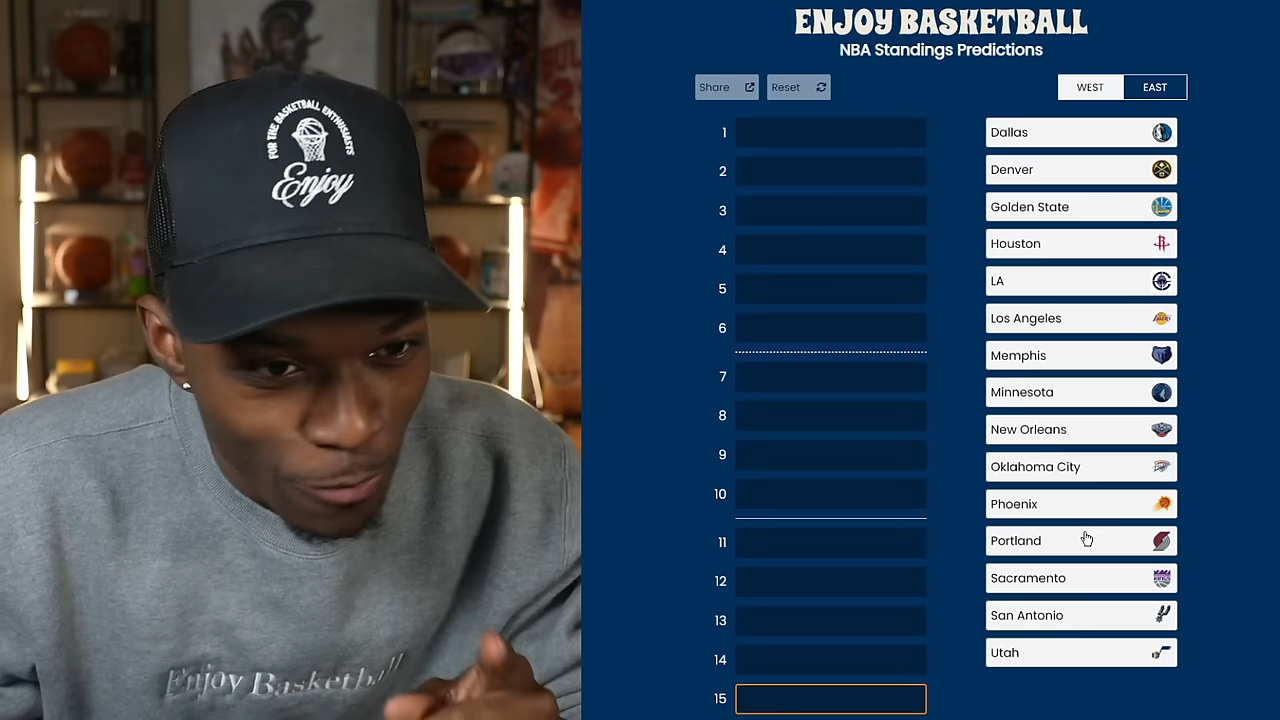 FOR THE BASKETBALL ENTHUSIASTS
Enjoy
Enjoy Basketball
ENJOY BASKETBALL
NBA Standings Predictions
Share
Reset
WEST
EAST
1
2
3
4
5
6
7
8
9
10
11
12
13
14
15
Dallas
Denver
Golden State
Houston
LA
Los Angeles
Memphis
Minnesota
New Orleans
Oklahoma City
Phoenix
Portland
Sacramento
San Antonio
Utah